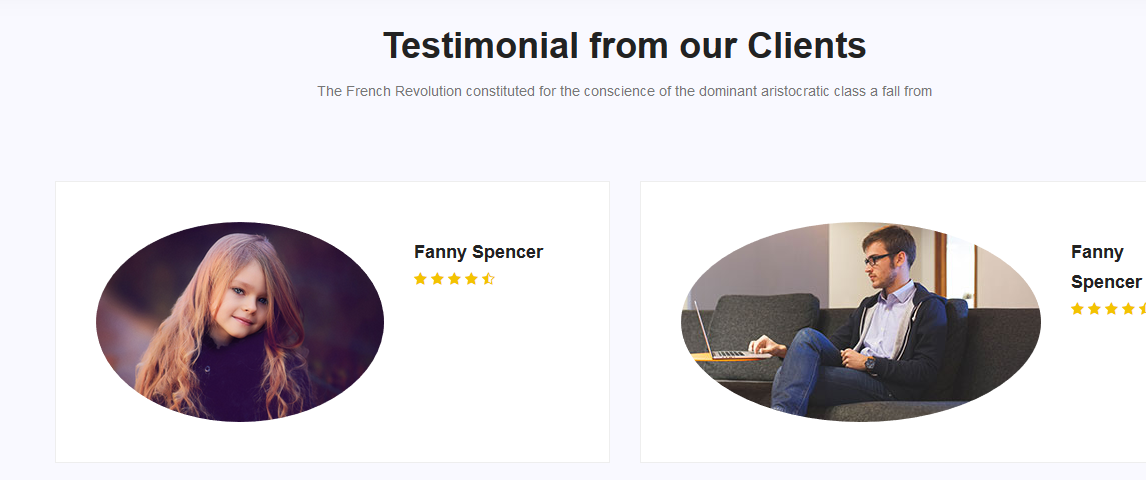 Testimonial from our Clients
The French Revolution constituted for the conscience of the dominant aristocratic class a fall from
Fanny Spencer
Fanny
Spencer